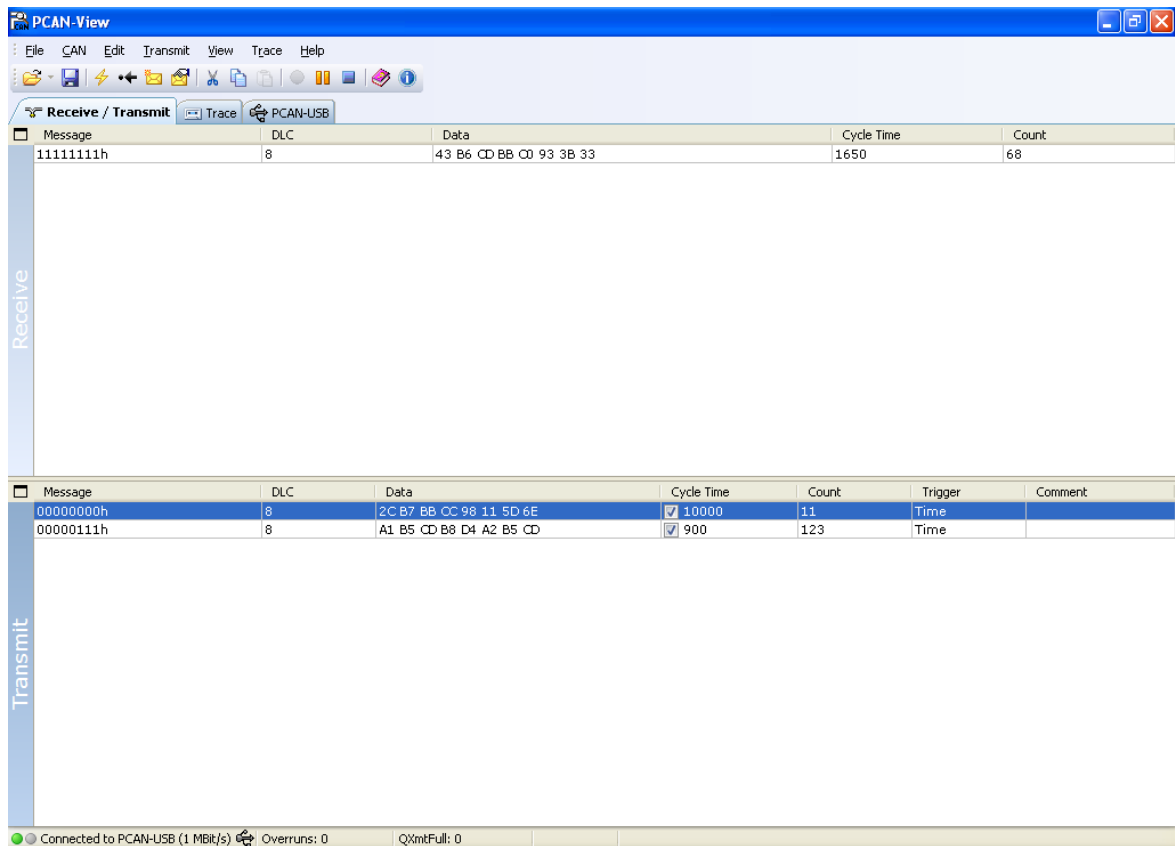 PCAN-View
File CAN Edit Transmit View Trace Help
Receive / Transmit Trace PCAN-USB
Message DLC Data Cycle Time Count
11111111h 8 43 B6 CD BB C0 93 3B 33 1650 68
Receive
Message DLC Data Cycle Time Count Trigger Comment
00000000h 8 2C B7 BB CC 98 11 5D 6E 10000 11 Time
00000111h 8 A1 B5 CD B8 D4 A2 B5 CD 900 123 Time
Transmit
Connected to PCAN-USB (1 MBit/s) Overruns: 0 QXmtFull: 0